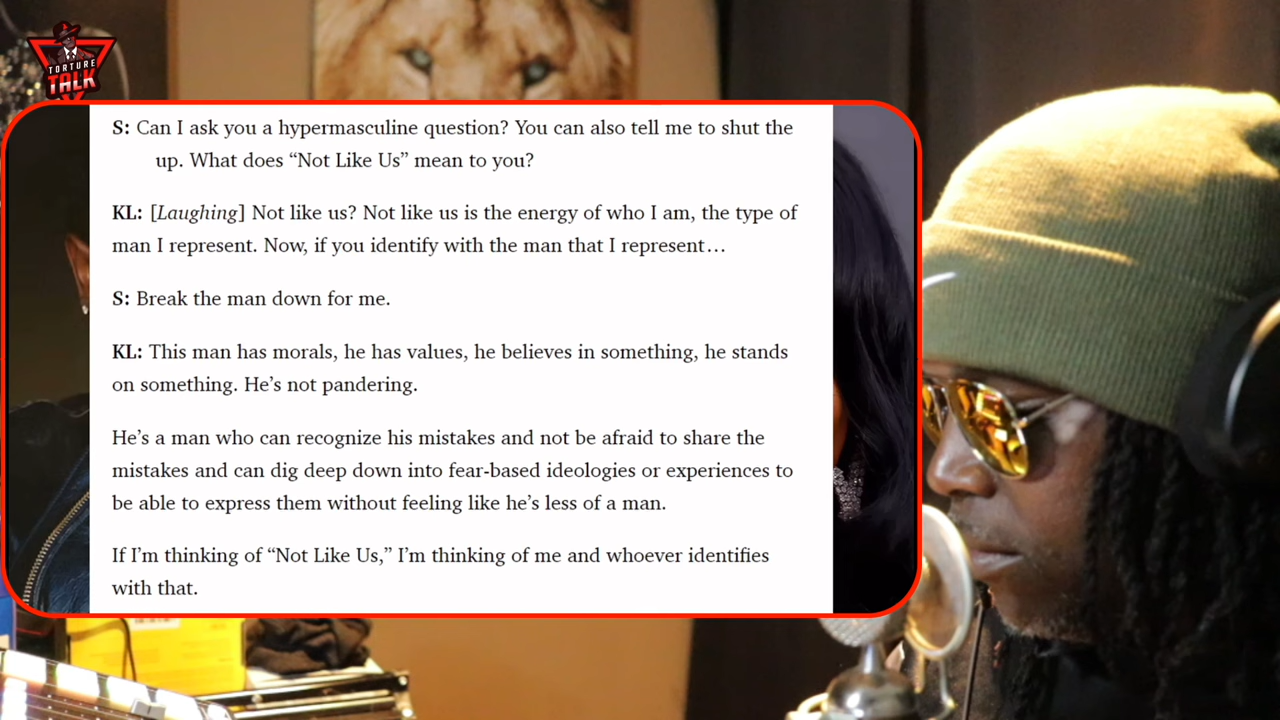 TORTURE
TALK
S: Can I ask you a hypermasculine question? You can also tell me to shut the
up. What does “Not Like Us” mean to you?
KL: [Laughing] Not like us? Not like us is the energy of who I am, the type of
man I represent. Now, if you identify with the man that I represent…
S: Break the man down for me.
KL: This man has morals, he has values, he believes in something, he stands
on something. He’s not pandering.
He’s a man who can recognize his mistakes and not be afraid to share the
mistakes and can dig deep down into fear-based ideologies or experiences to
be able to express them without feeling like he’s less of a man.
If I’m thinking of “Not Like Us,” I’m thinking of me and whoever identifies
with that.